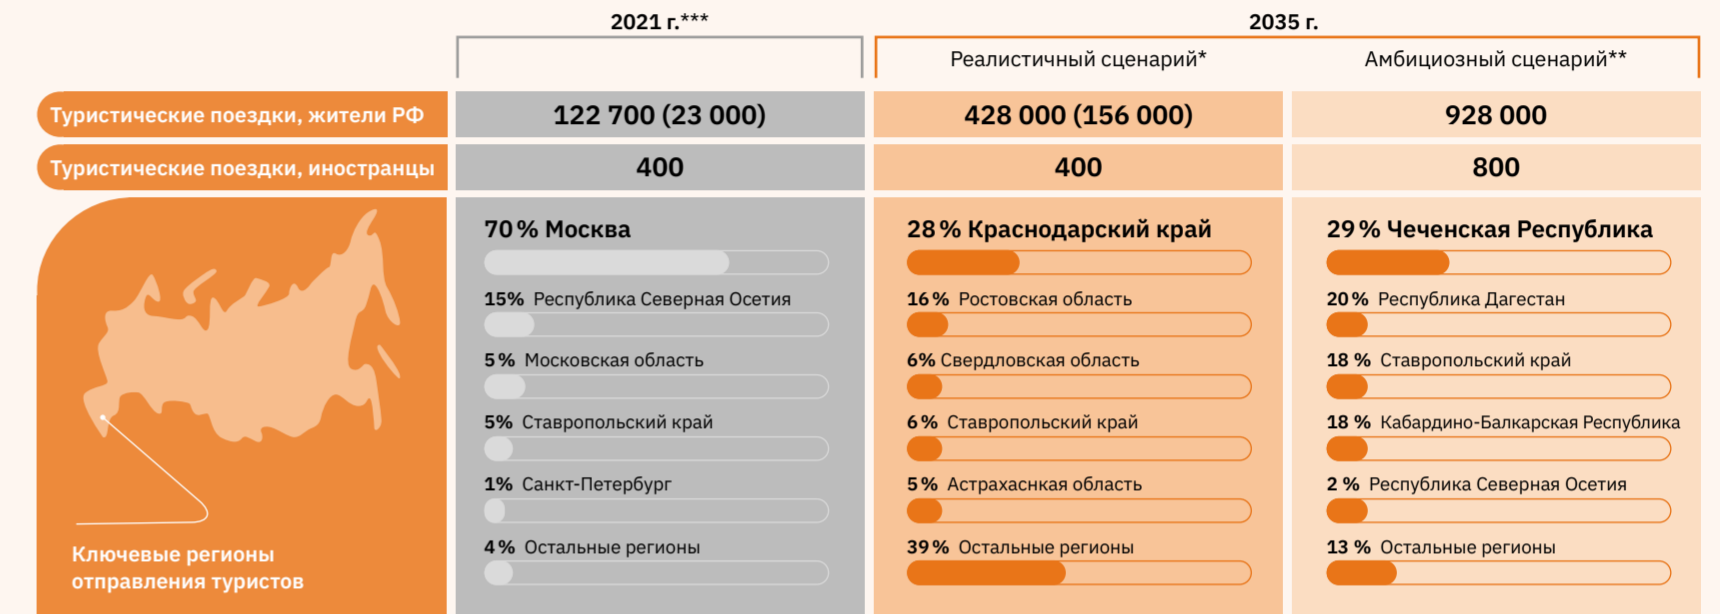 2021 г.***
2035 г.
Реалистичный сценарий*
Амбициозный сценарий**
Туристические поездки, жители РФ
122 700 (23 000)
428 000 (156 000)
928 000
Туристические поездки, иностранцы
400
400
800
70 % Москва
15% Республика Северная Осетия
5 % Московская область
5% Ставропольский край
1% Санкт-Петербург
4 % Остальные регионы
28 % Краснодарский край
16 % Ростовская область
6% Свердловская область
6 % Ставропольский край
5 % Астрахаснкая область
39 % Остальные регионы
29 % Чеченская Республика
20 % Республика Дагестан
18 % Ставропольский край
18 % Кабардино-Балкарская Республика
2 % Республика Северная Осетия
13 % Остальные регионы
Ключевые регионы
отправления туристов